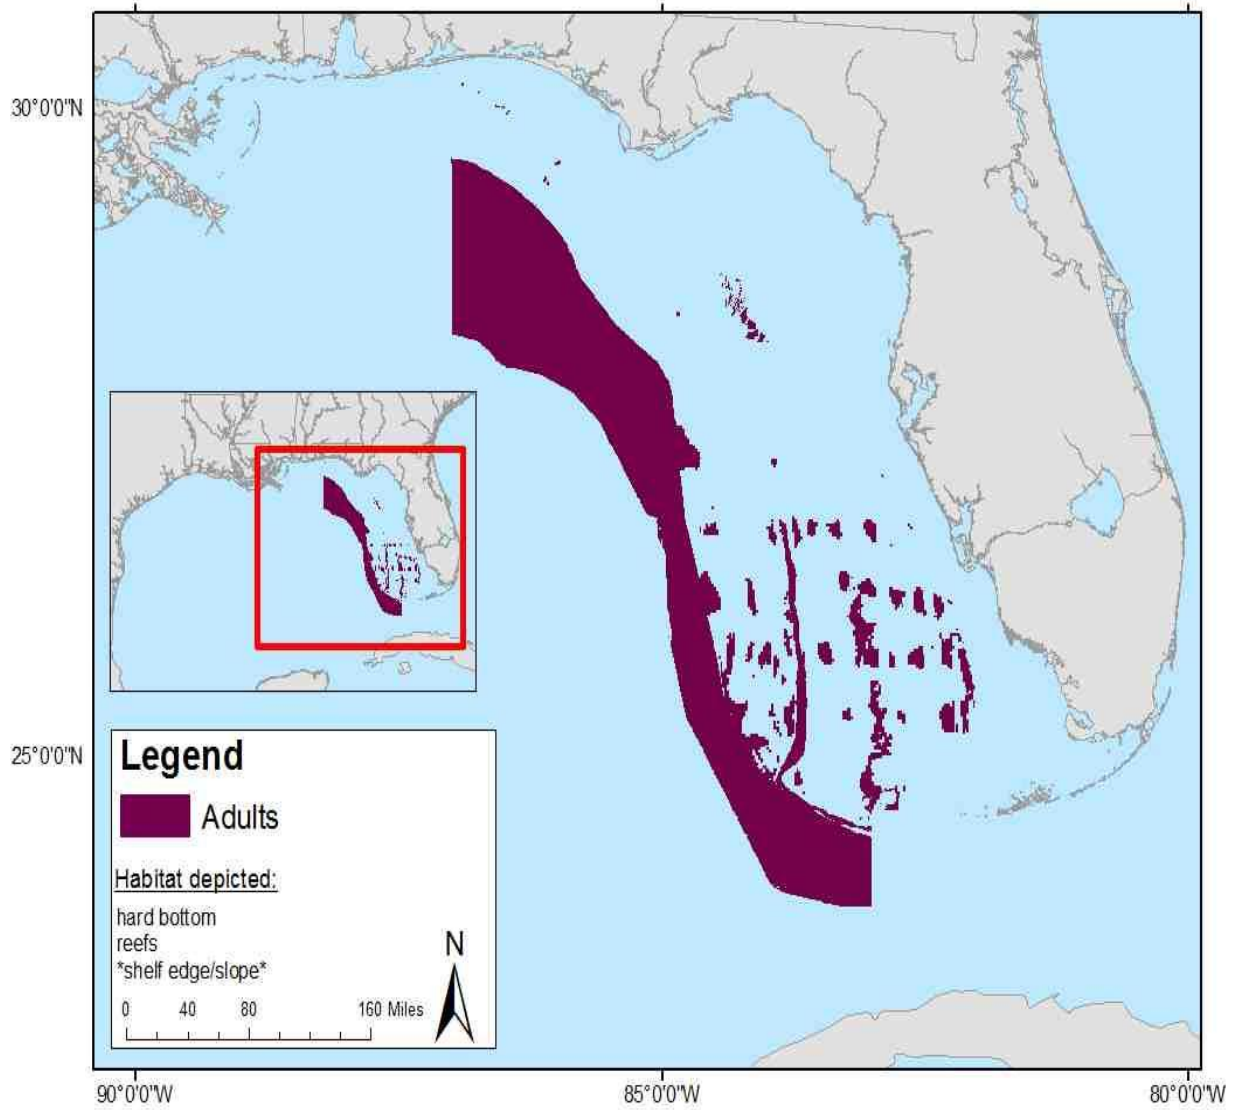 30°0'0"N
25°0'0"N
Legend
Adults
Habitat depicted:
hard bottom
reefs
*shelf edge/slope*
N
0 40 80 160 Miles
90°0'0"W 85°0'0"W 80°0'0"W